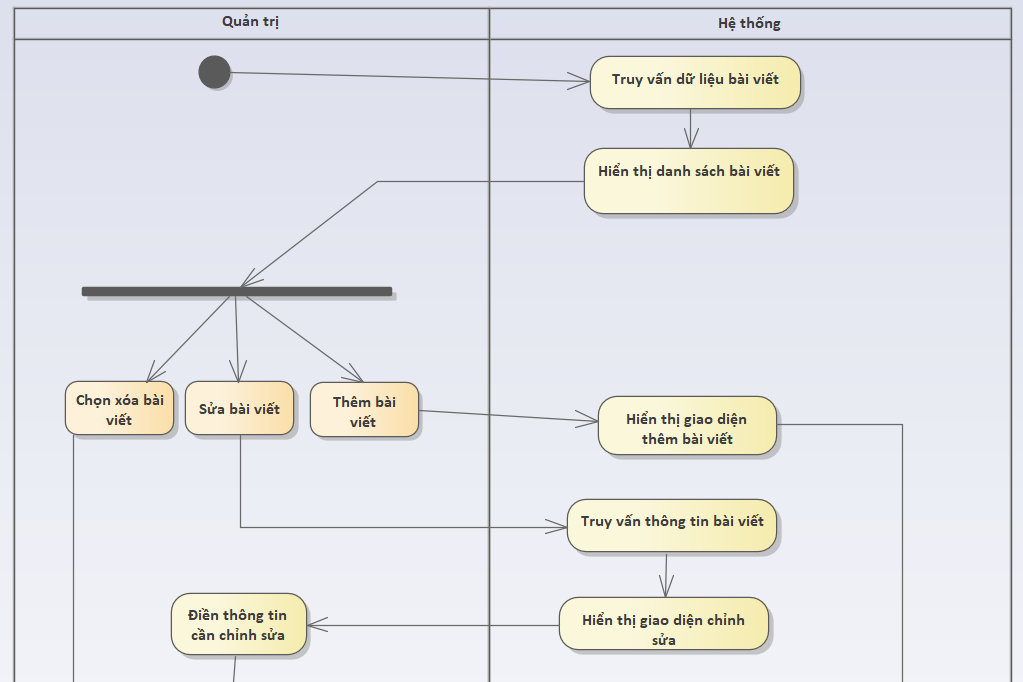 Quản trị
Hệ thống
Truy vấn dữ liệu bài viết
Hiển thị danh sách bài viết
Chọn xóa bài
viết
Sửa bài viết
Thêm bài
viết
Hiển thị giao diện
thêm bài viết
Truy vấn thông tin bài viết
Điền thông tin
cần chỉnh sửa
Hiển thị giao diện chỉnh
sửa